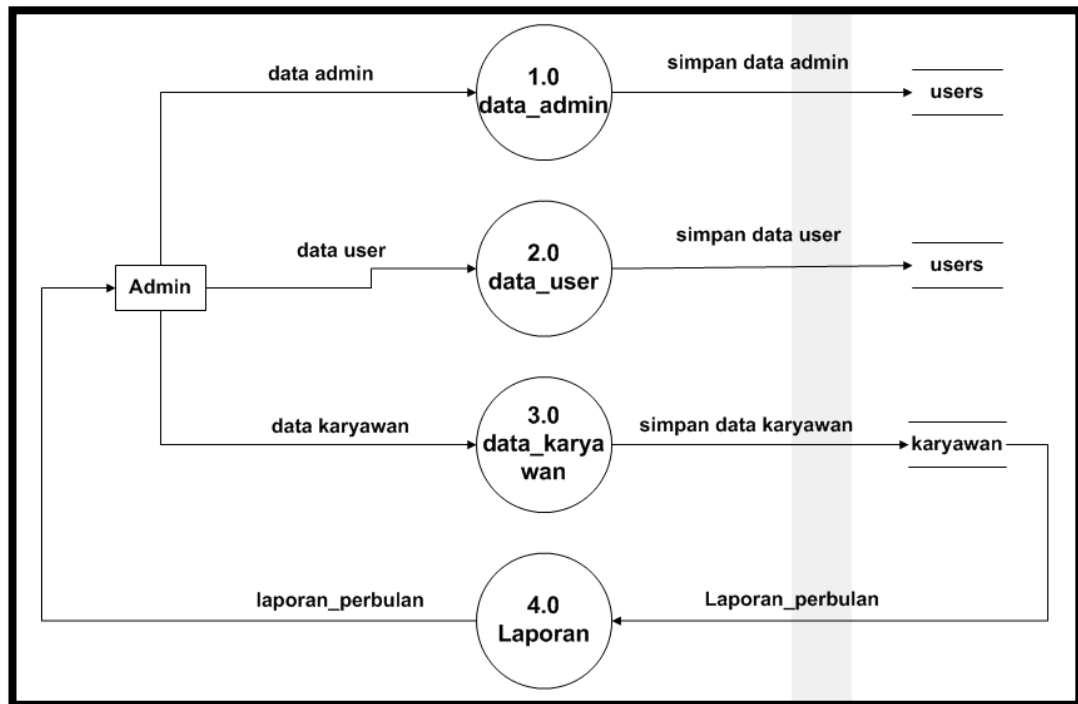 data admin
1.0
data_admin
simpan data admin
users
data user
2.0
data_user
simpan data user
users
Admin
data karyawan
3.0
data_karya
wan
simpan data karyawan
karyawan
laporan_perbulan
4.0
Laporan
Laporan_perbulan